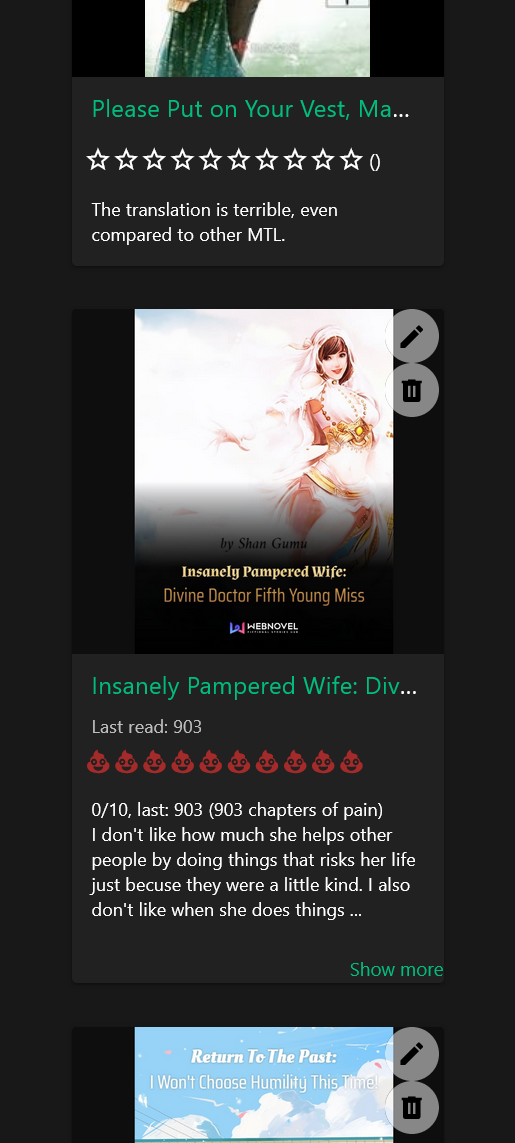 Please Put on Your Vest, Ma...
()
The translation is terrible, even
compared to other MTL.
by Shan Gumu
Insanely Pampered Wife:
Divine Doctor Fifth Young Miss
WEBNOVEL
Insanely Pampered Wife: Div...
Last read: 903
0/10, last: 903 (903 chapters of pain)
I don't like how much she helps other
people by doing things that risks her life
just becuse they were a little kind. I also
don't like when she does things ...
Show more
Return To The Past:
I Won't Choose Humility This Time!